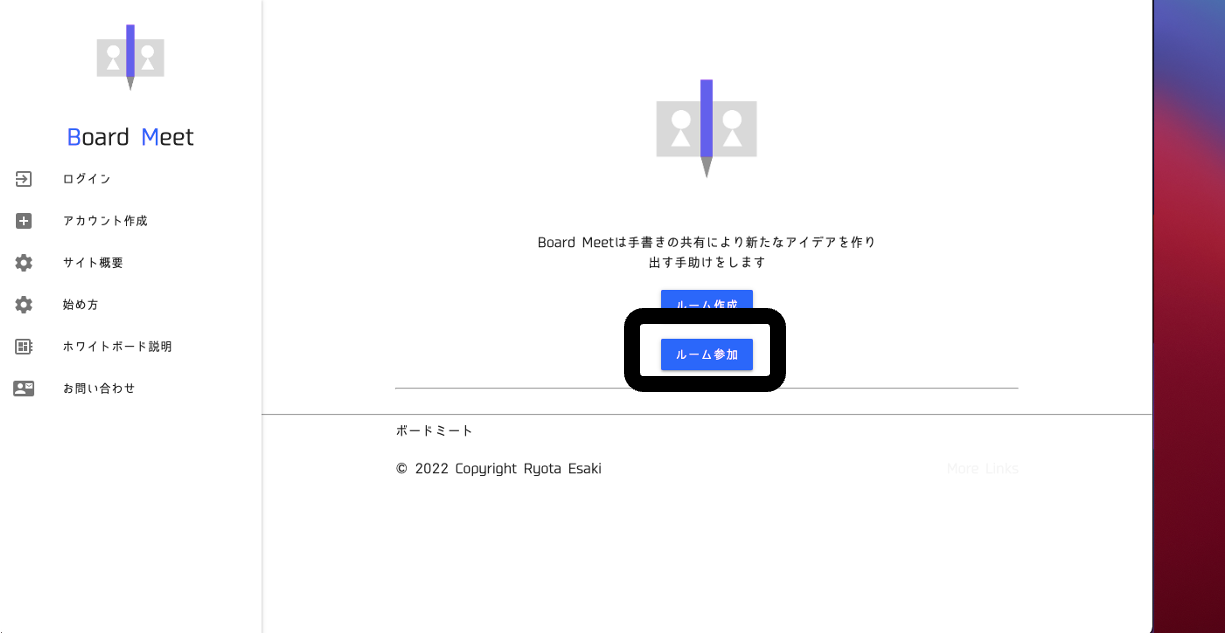 Board Meet
ログイン
アカウント作成
サイト概要
始め方
ホワイトボード説明
お問い合わせ
Board Meetは手書きの共有により新たなアイデアを作り
出す手助けをします
ルーム作成
ルーム参加
ボードミート
© 2022 Copyright Ryota Esaki
More Links